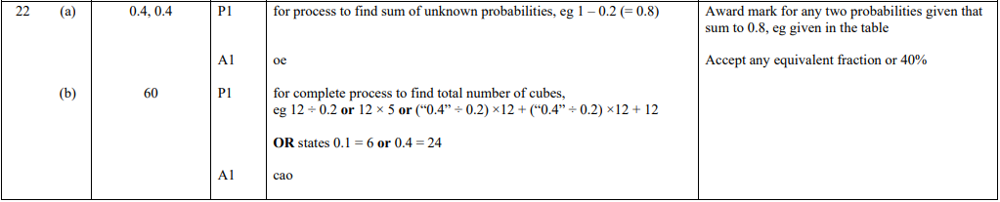 22 (a) 0.4, 0.4 P1 for process to find sum of unknown probabilities, eg 1 – 0.2 (= 0.8) Award mark for any two probabilities given that
sum to 0.8, eg given in the table
A1 oe Accept any equivalent fraction or 40%
(b) 60 P1 for complete process to find total number of cubes,
eg 12 ÷ 0.2 or 12 × 5 or (“0.4” ÷ 0.2) ×12 + (“0.4” ÷ 0.2) ×12 + 12
OR states 0.1 = 6 or 0.4 = 24
A1 cao